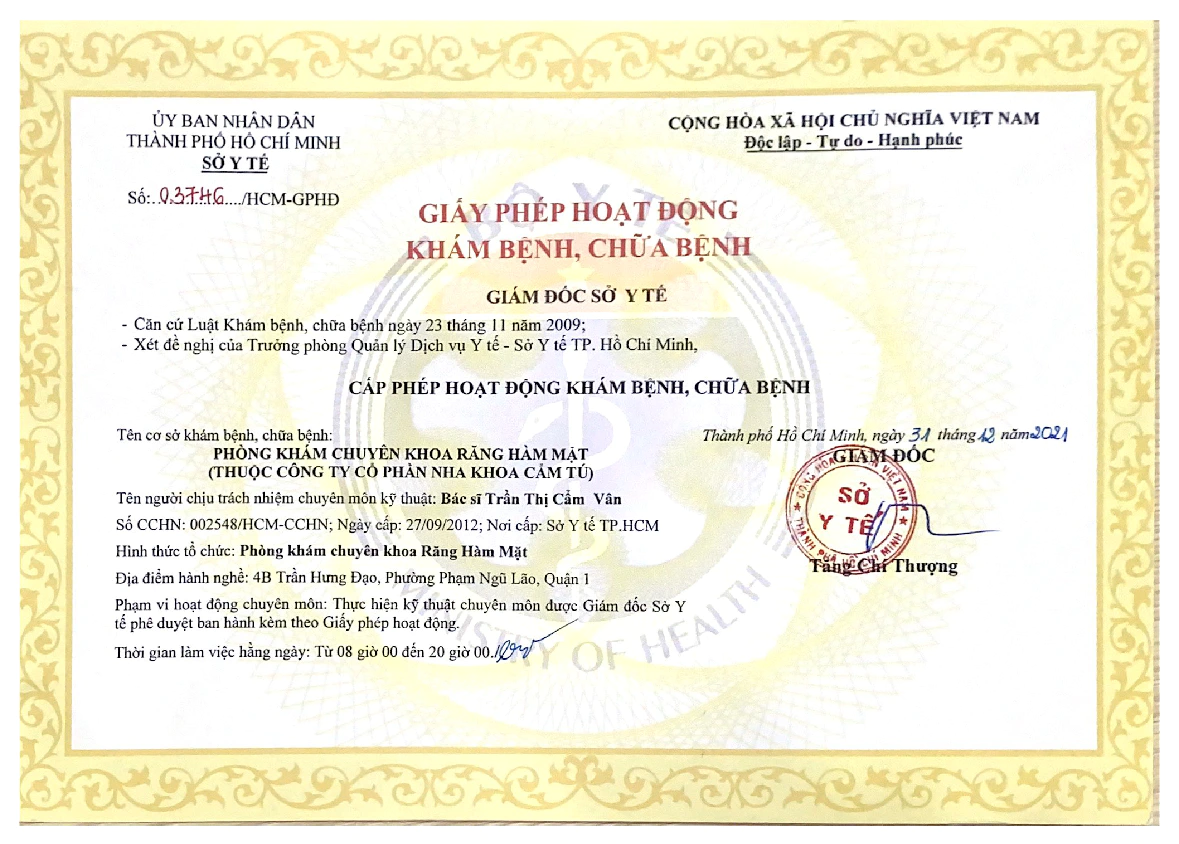 ỦY BAN NHÂN DÂN
THÀNH PHỐ HỒ CHÍ MINH
SỞ Y TẾ
Số: 03746 /HCM-GPHĐ
CỘNG HÒA XÃ HỘI CHỦ NGHĨA VIỆT NAM
Độc lập - Tự do - Hạnh phúc
GIẤY PHÉP HOẠT ĐỘNG
KHÁM BỆNH, CHỮA BỆNH
GIÁM ĐỐC SỞ Y TẾ
- Căn cứ Luật Khám bệnh, chữa bệnh ngày 23 tháng 11 năm 2009;
- Xét đề nghị của Trưởng phòng Quản lý Dịch vụ Y tế - Sở Y tế TP. Hồ Chí Minh,
CẤP PHÉP HOẠT ĐỘNG KHÁM BỆNH, CHỮA BỆNH
Tên cơ sở khám bệnh, chữa bệnh:
PHÒNG KHÁM CHUYÊN KHOA RĂNG HÀM MẶT
(THUỘC CÔNG TY CỔ PHẦN NHA KHOA CẨM TÚ)
Tên người chịu trách nhiệm chuyên môn kỹ thuật: Bác sĩ Trần Thị Cẩm Vân
Số CCHN: 002548/HCM-CCHN; Ngày cấp: 27/09/2012; Nơi cấp: Sở Y tế TP.HCM
Hình thức tổ chức: Phòng khám chuyên khoa Răng Hàm Mặt
Địa điểm hành nghề: 4B Trần Hưng Đạo, Phường Phạm Ngũ Lão, Quận 1
Phạm vi hoạt động chuyên môn: Thực hiện kỹ thuật chuyên môn được Giám đốc Sở Y
tế phê duyệt ban hành kèm theo Giấy phép hoạt động.
Thời gian làm việc hằng ngày: Từ 08 giờ 00 đến 20 giờ 00./.
Thành phố Hồ Chí Minh, ngày 31 tháng 12 năm 2021
GIÁM ĐỐC
CỘNG HÒA X.H.C.N VIỆT NAM
SỞ
Y TẾ
THÀNH PHỐ HỒ CHÍ MINH
Tăng Chí Thượng
BỘ Y TẾ
MINISTRY OF HEALTH